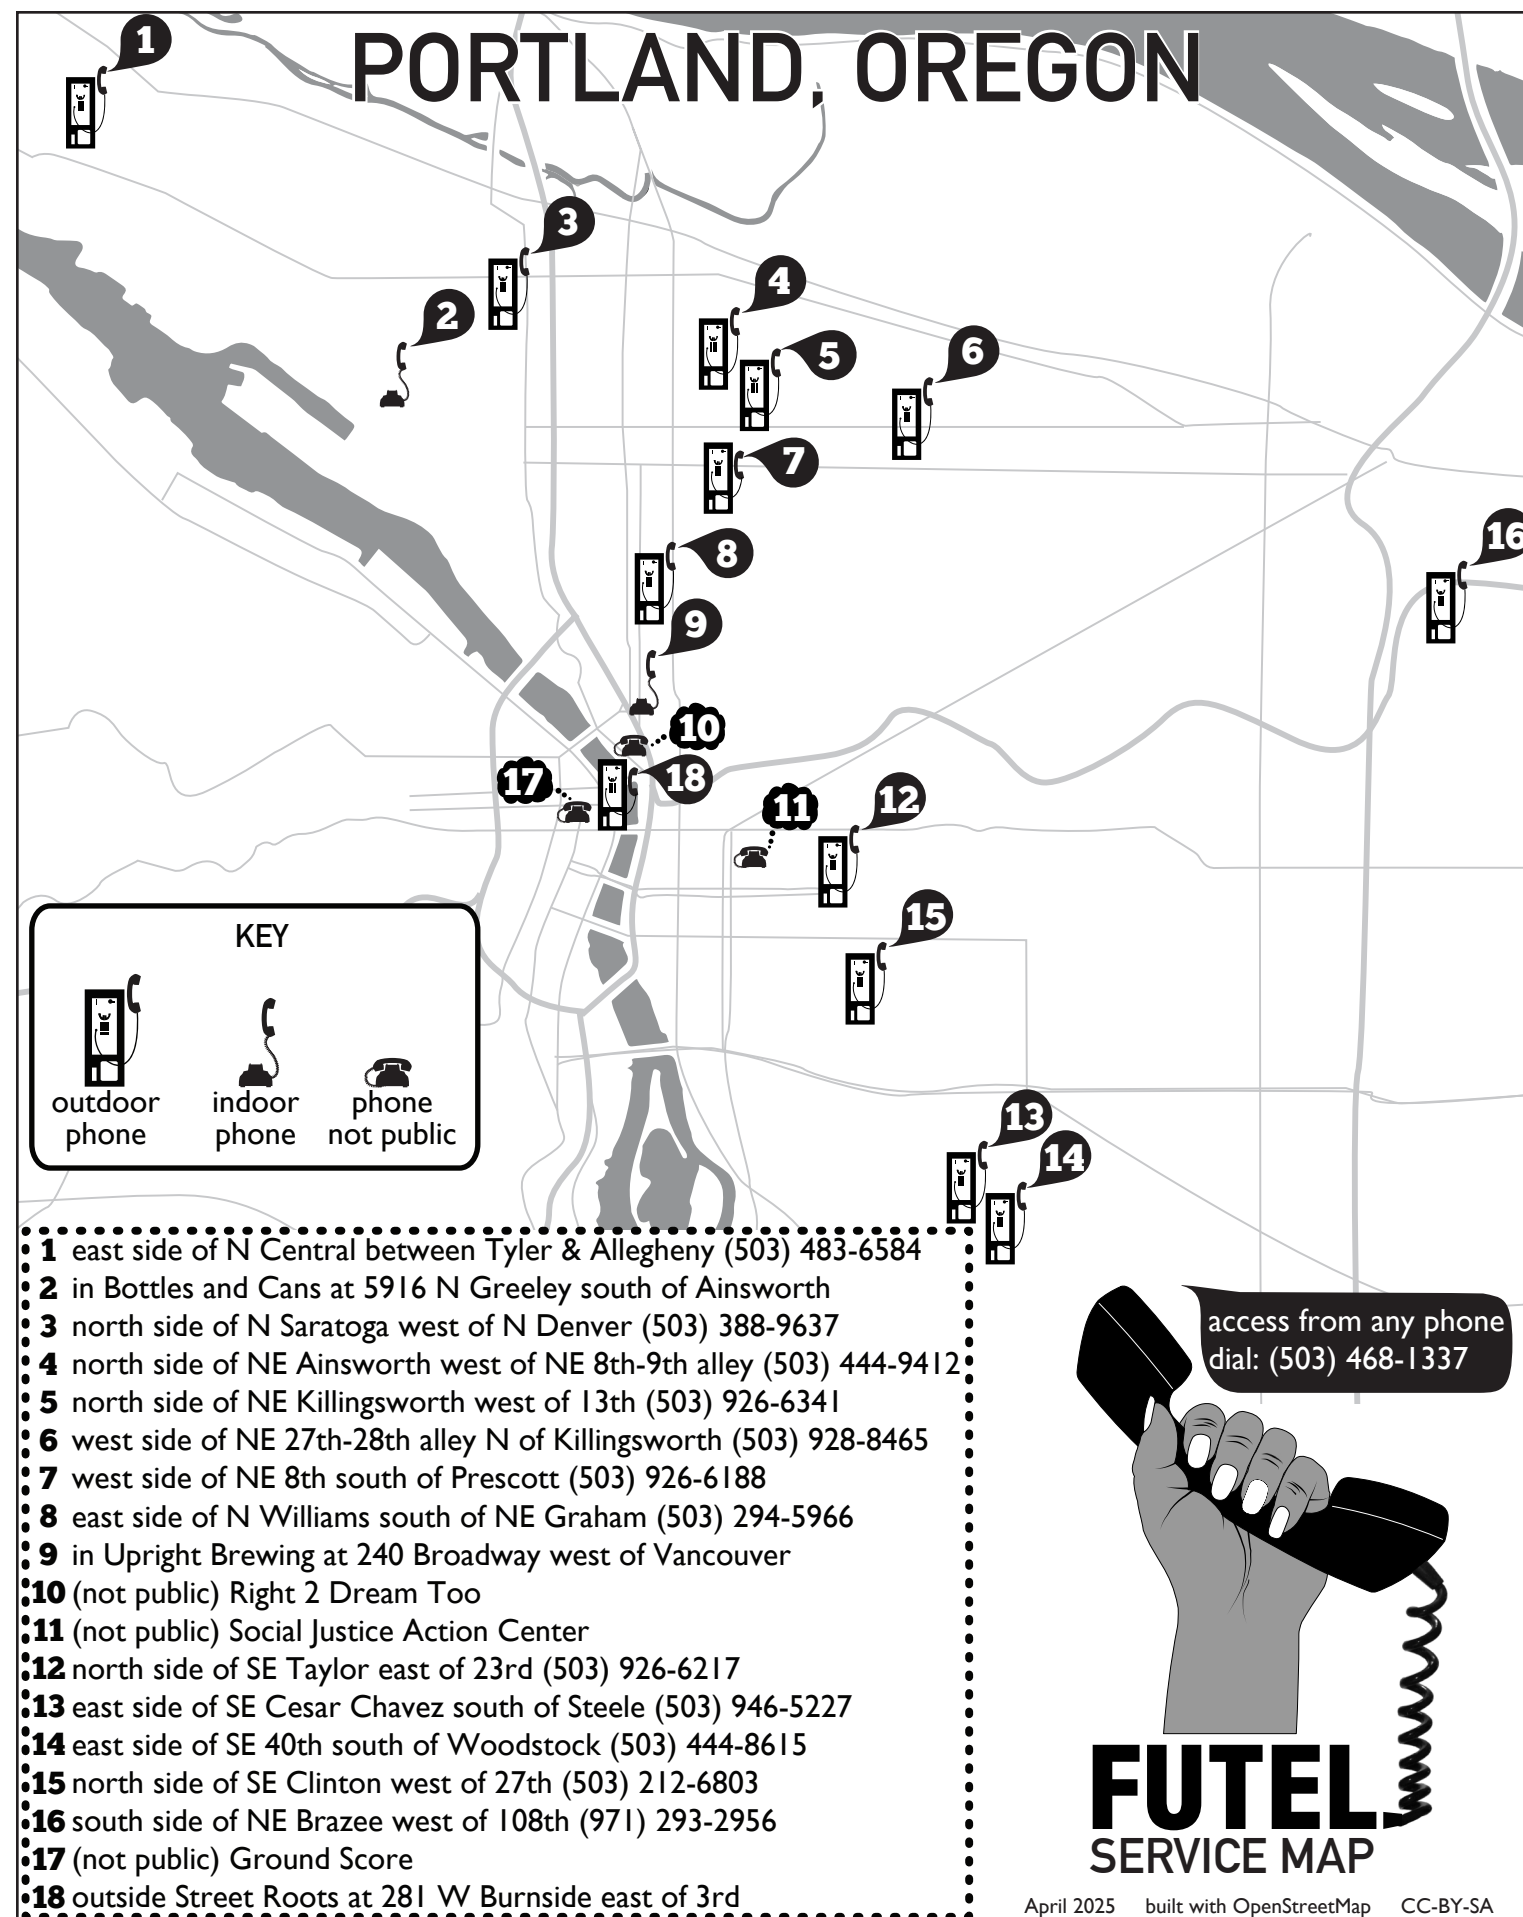 PORTLAND, OREGON
1
3
4
2
5
6
7
16
8
9
10
17
18
11
12
15
13
14
KEY
outdoor
phone
indoor
phone
phone
not public
1 east side of N Central between Tyler & Allegheny (503) 483-6584
2 in Bottles and Cans at 5916 N Greeley south of Ainsworth
3 north side of N Saratoga west of N Denver (503) 388-9637
4 north side of NE Ainsworth west of NE 8th-9th alley (503) 444-9412
5 north side of NE Killingsworth west of 13th (503) 926-6341
6 west side of NE 27th-28th alley N of Killingsworth (503) 928-8465
7 west side of NE 8th south of Prescott (503) 926-6188
8 east side of N Williams south of NE Graham (503) 294-5966
9 in Upright Brewing at 240 Broadway west of Vancouver
10 (not public) Right 2 Dream Too
11 (not public) Social Justice Action Center
12 north side of SE Taylor east of 23rd (503) 926-6217
13 east side of SE Cesar Chavez south of Steele (503) 946-5227
14 east side of SE 40th south of Woodstock (503) 444-8615
15 north side of SE Clinton west of 27th (503) 212-6803
16 south side of NE Brazee west of 108th (971) 293-2956
17 (not public) Ground Score
18 outside Street Roots at 281 W Burnside east of 3rd
access from any phone
dial: (503) 468-1337
FUTEL
SERVICE MAP
April 2025 built with OpenStreetMap CC-BY-SA